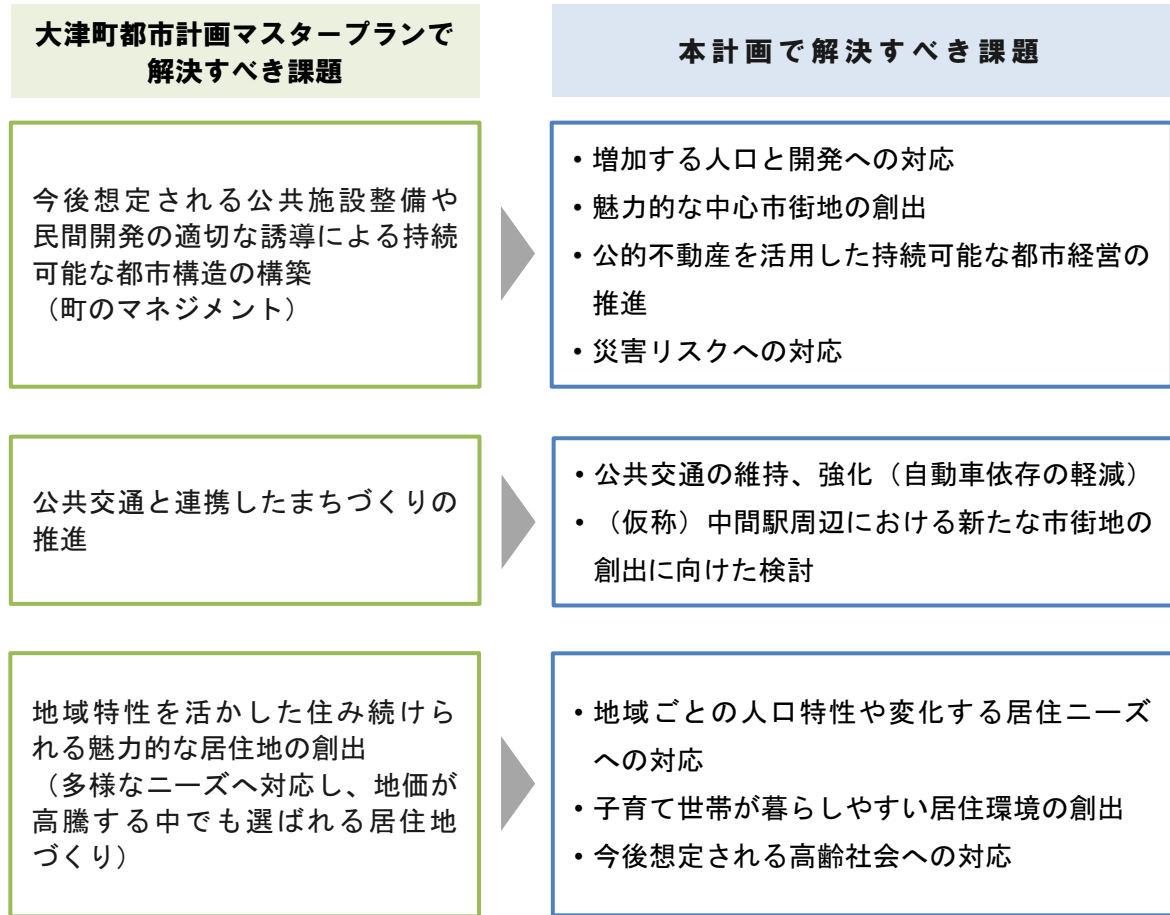 大津町都市計画マスタープランで
解決すべき課題
本計画で解決すべき課題
今後想定される公共施設整備や
民間開発の適切な誘導による持続
可能な都市構造の構築
（町のマネジメント）
・増加する人口と開発への対応
・魅力的な中心市街地の創出
・公的不動産を活用した持続可能な都市経営の
推進
・災害リスクへの対応
公共交通と連携したまちづくりの
推進
・公共交通の維持、強化（自動車依存の軽減）
・（仮称）中間駅周辺における新たな市街地の
創出に向けた検討
地域特性を活かした住み続けら
れる魅力的な居住地の創出
（多様なニーズへ対応し、地価が
高騰する中でも選ばれる居住地
づくり）
・地域ごとの人口特性や変化する居住ニーズ
への対応
・子育て世帯が暮らしやすい居住環境の創出
・今後想定される高齢社会への対応